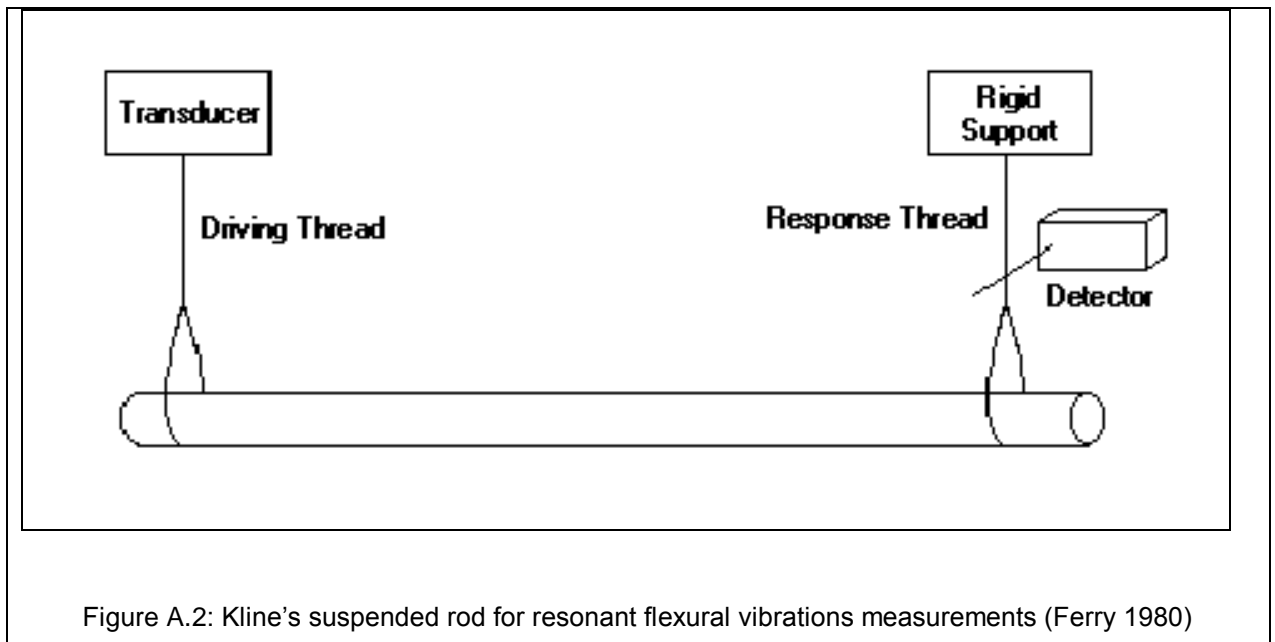 Transducer
Rigid
Support
Driving Thread
Response Thread
Detector
Figure A.2: Kline's suspended rod for resonant flexural vibrations measurements (Ferry 1980)